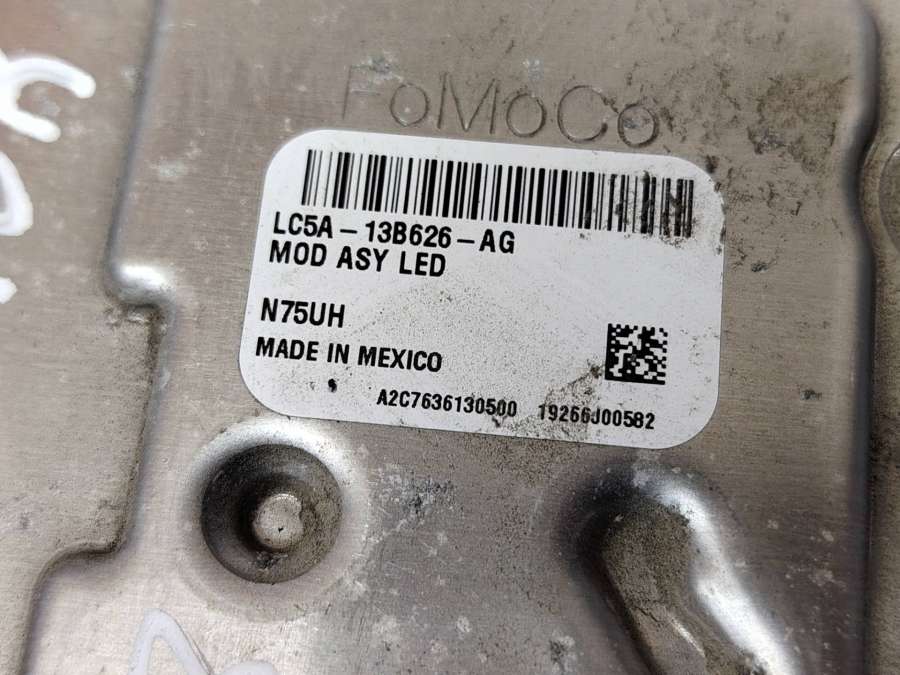 FoMoCo
LC5A-13B626-AG
MOD ASY LED
N75UH
MADE IN MEXICO
A2C7636130500 19266J00582